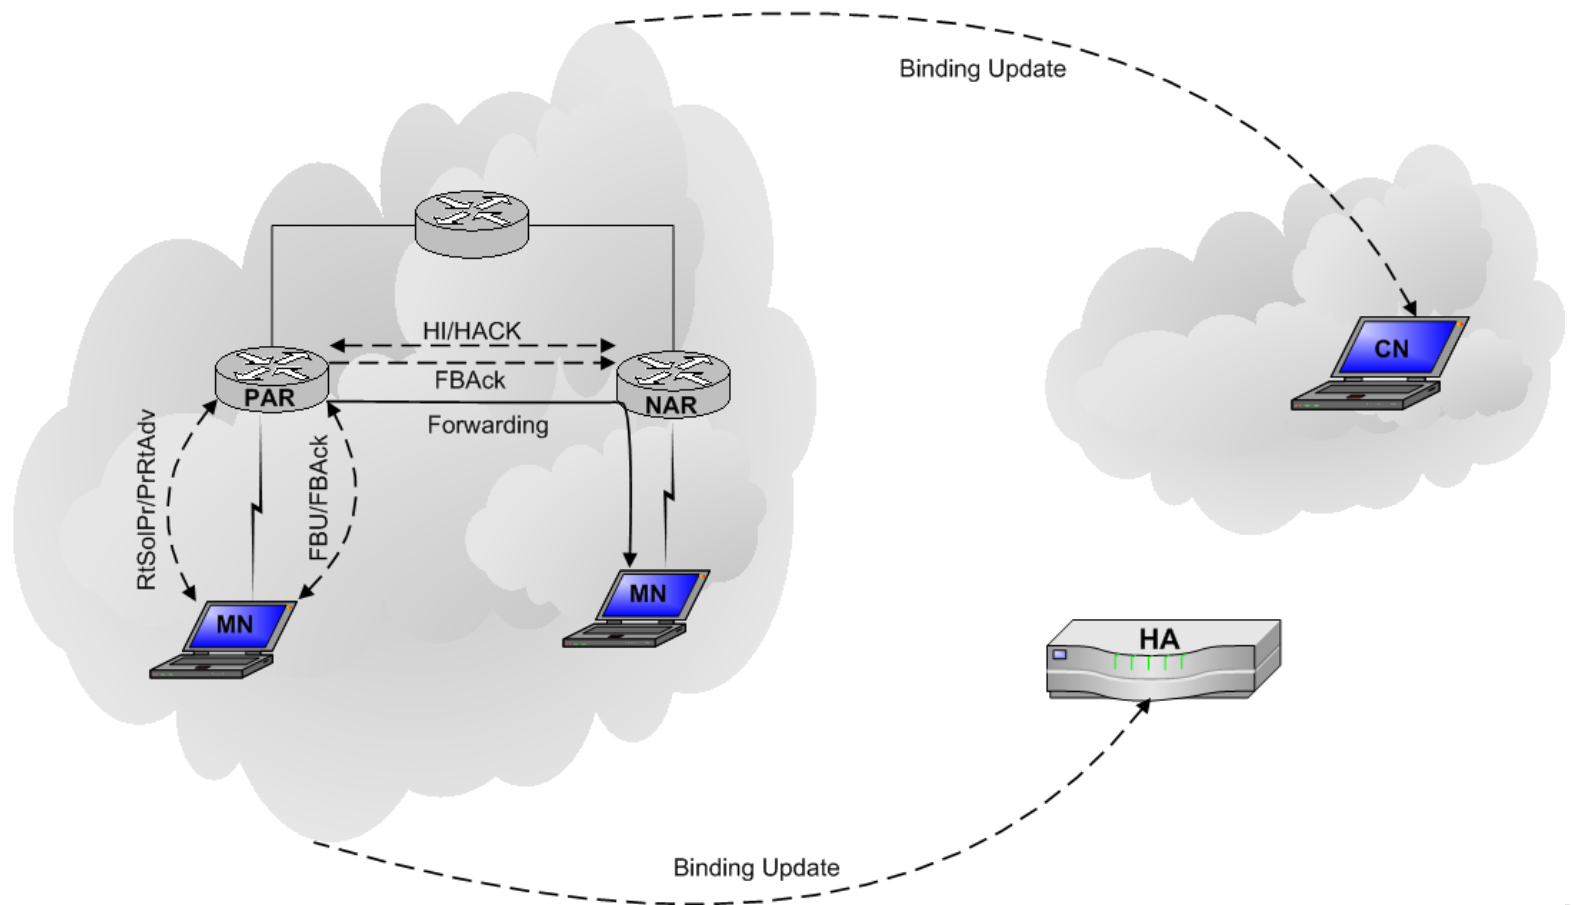 Binding Update
HI/HACK
FBAck
PAR
NAR
Forwarding
CN
RtSolPr/PrRtAdv
FBU/FBAck
MN
MN
HA
Binding Update